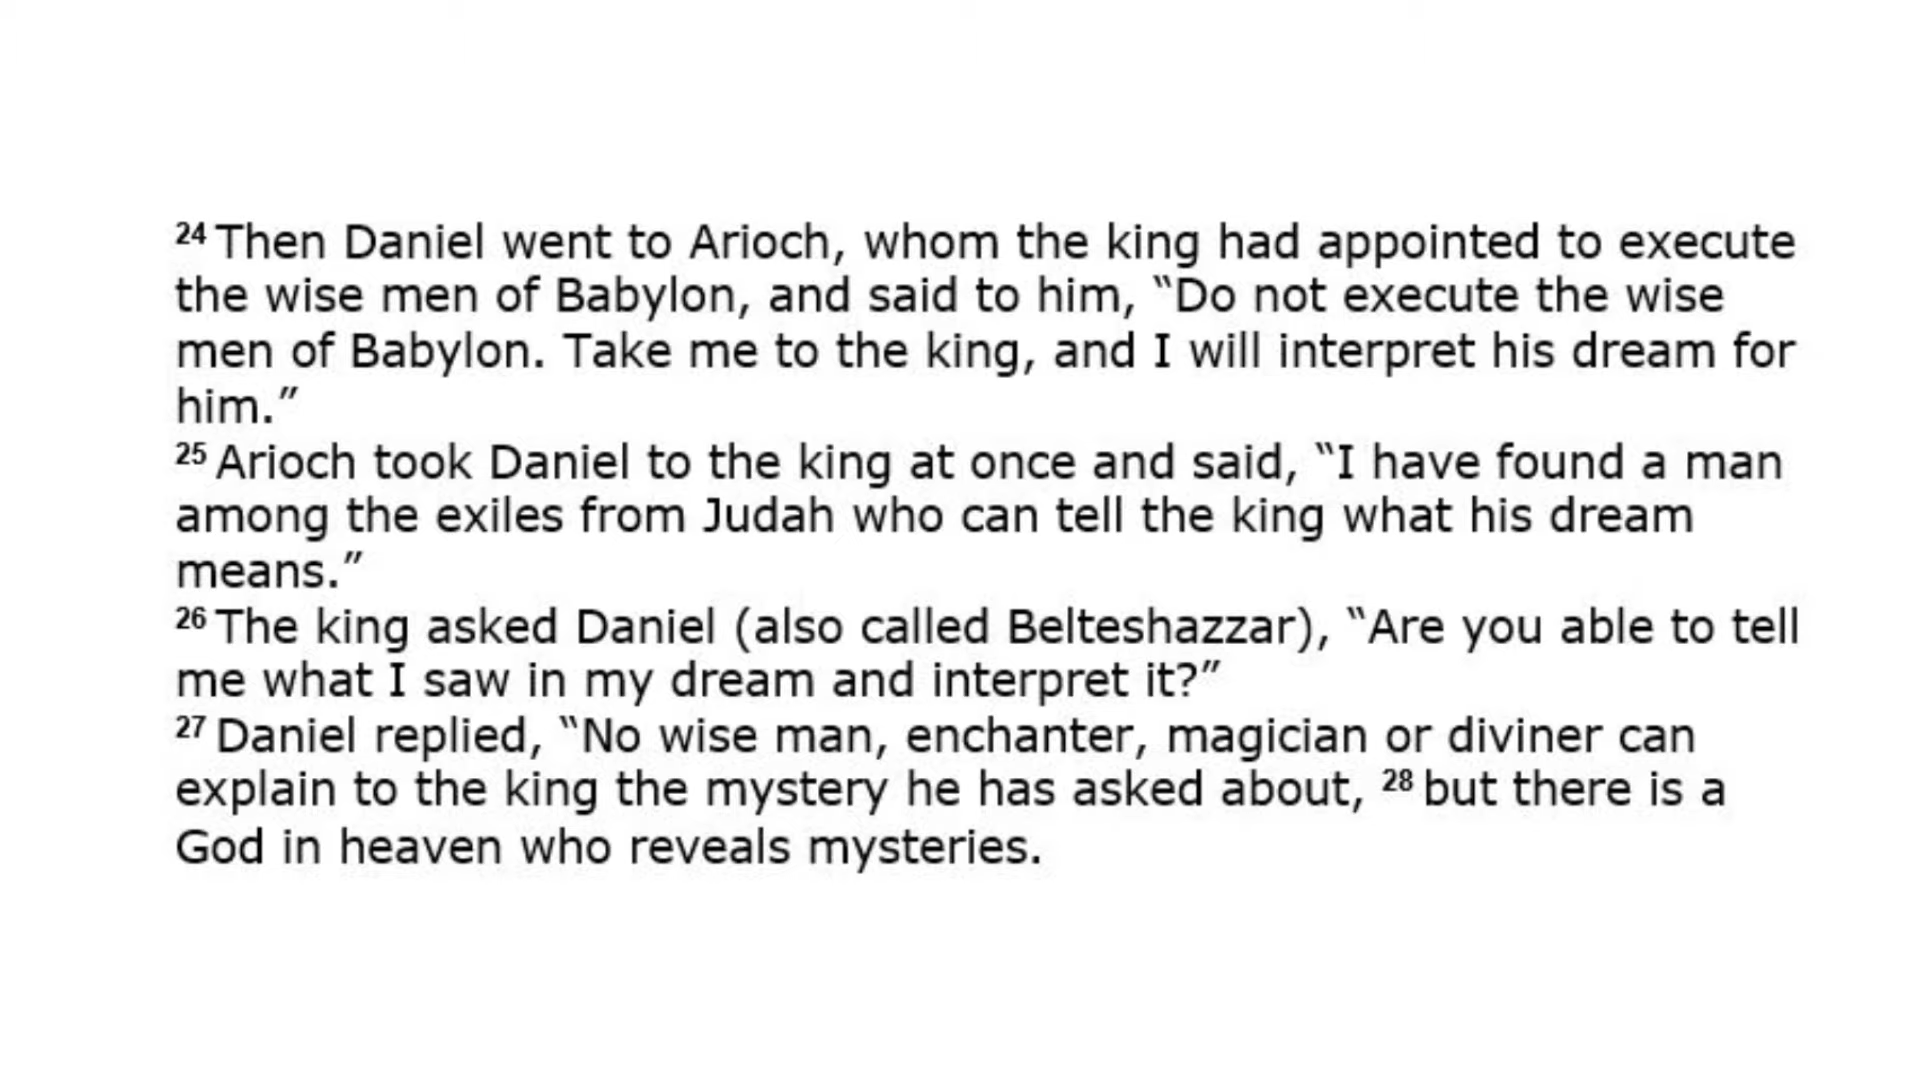 24 Then Daniel went to Arioch, whom the king had appointed to execute
the wise men of Babylon, and said to him, “Do not execute the wise
men of Babylon. Take me to the king, and I will interpret his dream for
him.”
25 Arioch took Daniel to the king at once and said, “I have found a man
among the exiles from Judah who can tell the king what his dream
means.”
26 The king asked Daniel (also called Belteshazzar), “Are you able to tell
me what I saw in my dream and interpret it?”
27 Daniel replied, “No wise man, enchanter, magician or diviner can
explain to the king the mystery he has asked about, 28 but there is a
God in heaven who reveals mysteries.